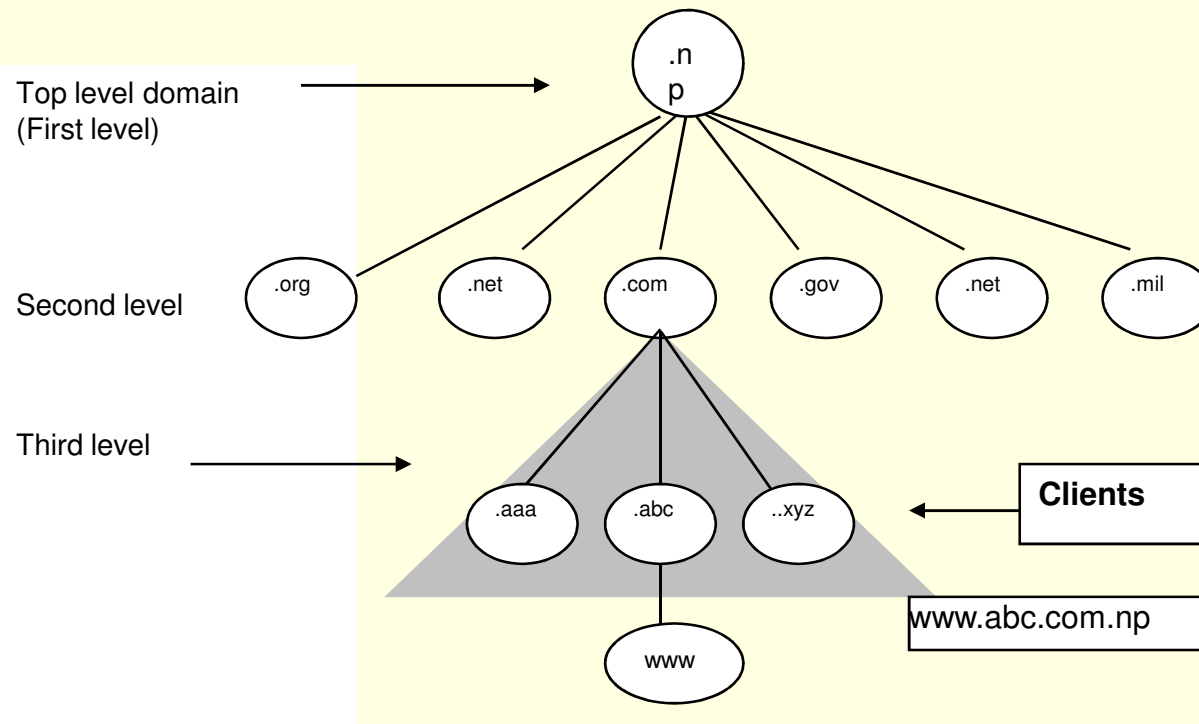 .n
p
Top level domain
(First level)
.org
.net
.com
.gov
.net
.mil
Second level
Third level
.aaa
.abc
..xyz
Clients
www.abc.com.np
www